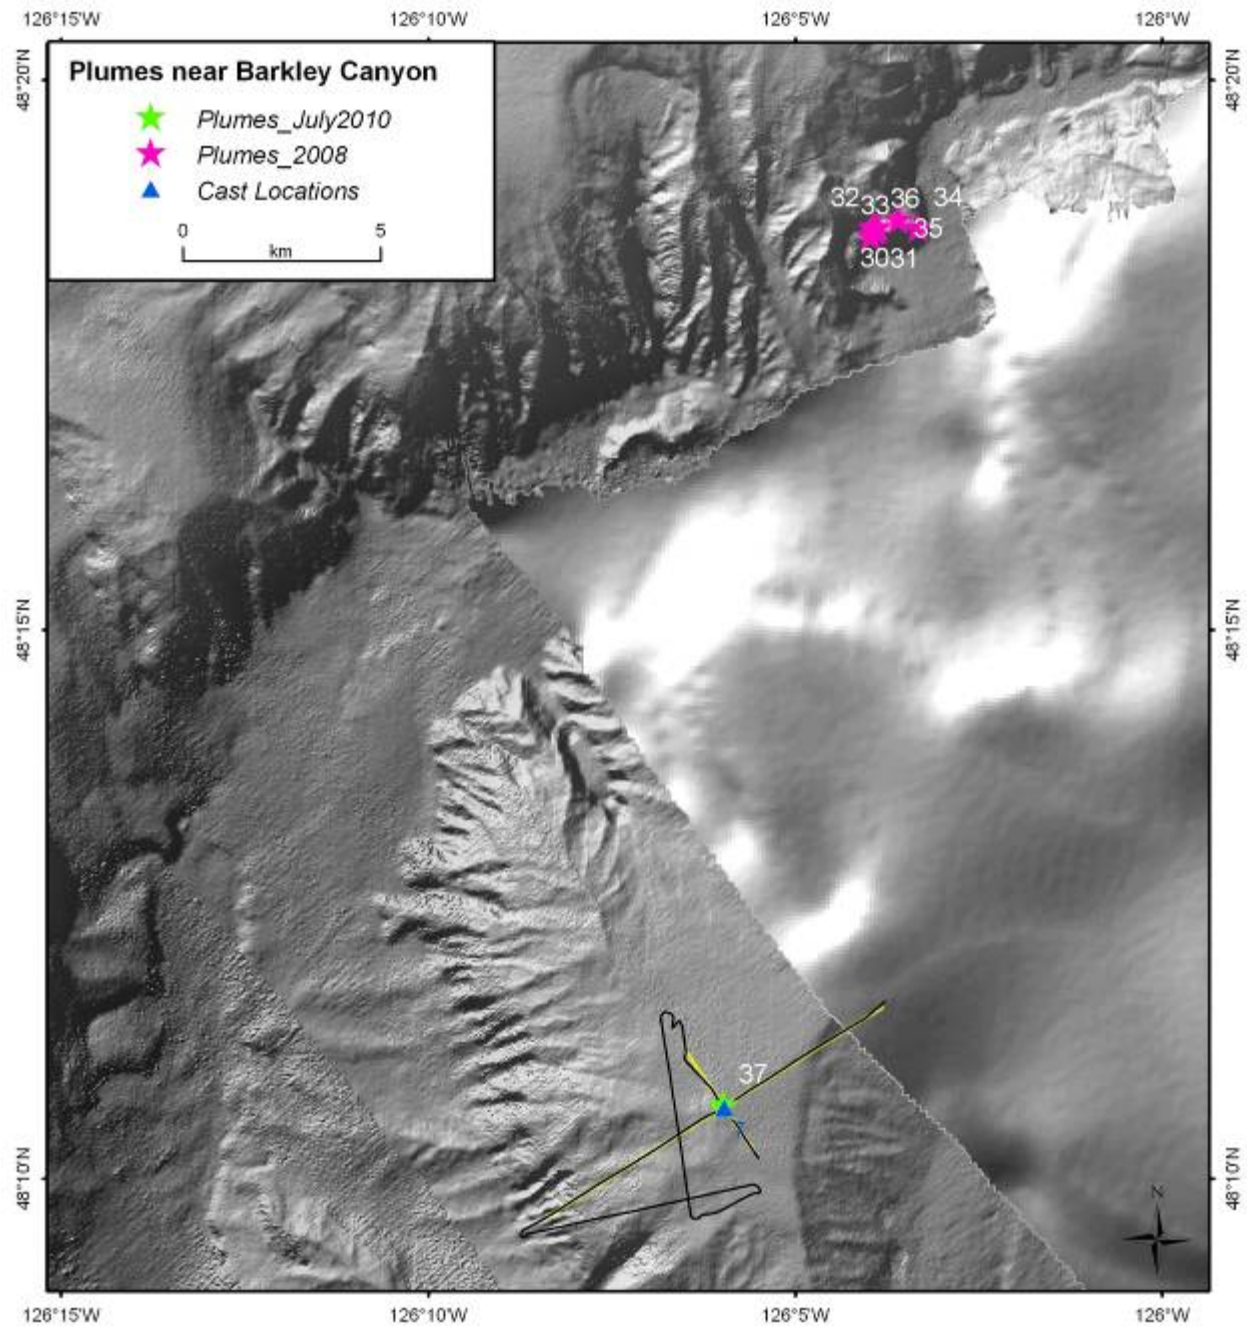 126°15'W 126°10'W 126°5'W 126°W
48°20'N 48°20'N
Plumes near Barkley Canyon
Plumes_July2010
Plumes_2008
Cast Locations
0 5
km
32 33 36 34
35
30 31
48°15'N 48°15'N
37
48°10'N 48°10'N
N
126°15'W 126°10'W 126°5'W 126°W